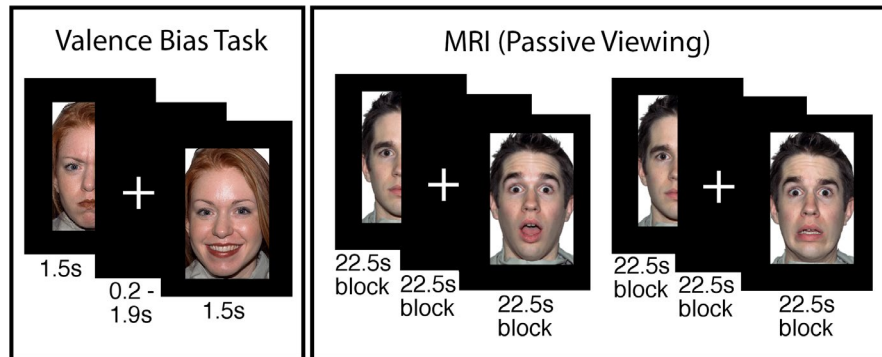 Valence Bias Task
1.5s
0.2 -
1.9s
1.5s
MRI (Passive Viewing)
22.5s
block
22.5s
block
22.5s
block
22.5s
block
22.5s
block
22.5s
block